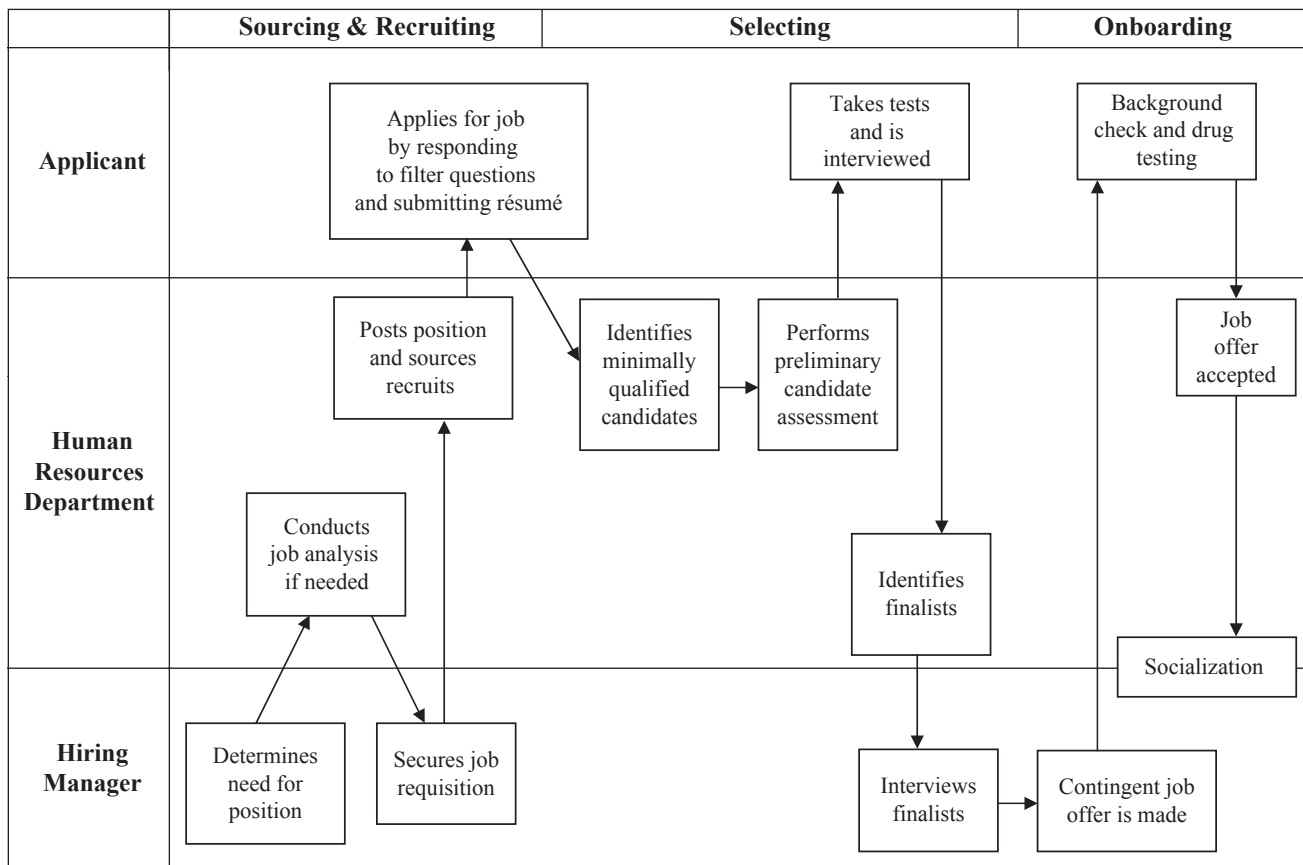 Sourcing & Recruiting
Selecting
Onboarding
Applicant
Applies for job
by responding
to filter questions
and submitting résumé
Takes tests
and is
interviewed
Background
check and drug
testing
Human
Resources
Department
Posts position
and sources
recruits
Identifies
minimally
qualified
candidates
Performs
preliminary
candidate
assessment
Job
offer
accepted
Conducts
job analysis
if needed
Identifies
finalists
Socialization
Hiring
Manager
Determines
need for
position
Secures job
requisition
Interviews
finalists
Contingent job
offer is made